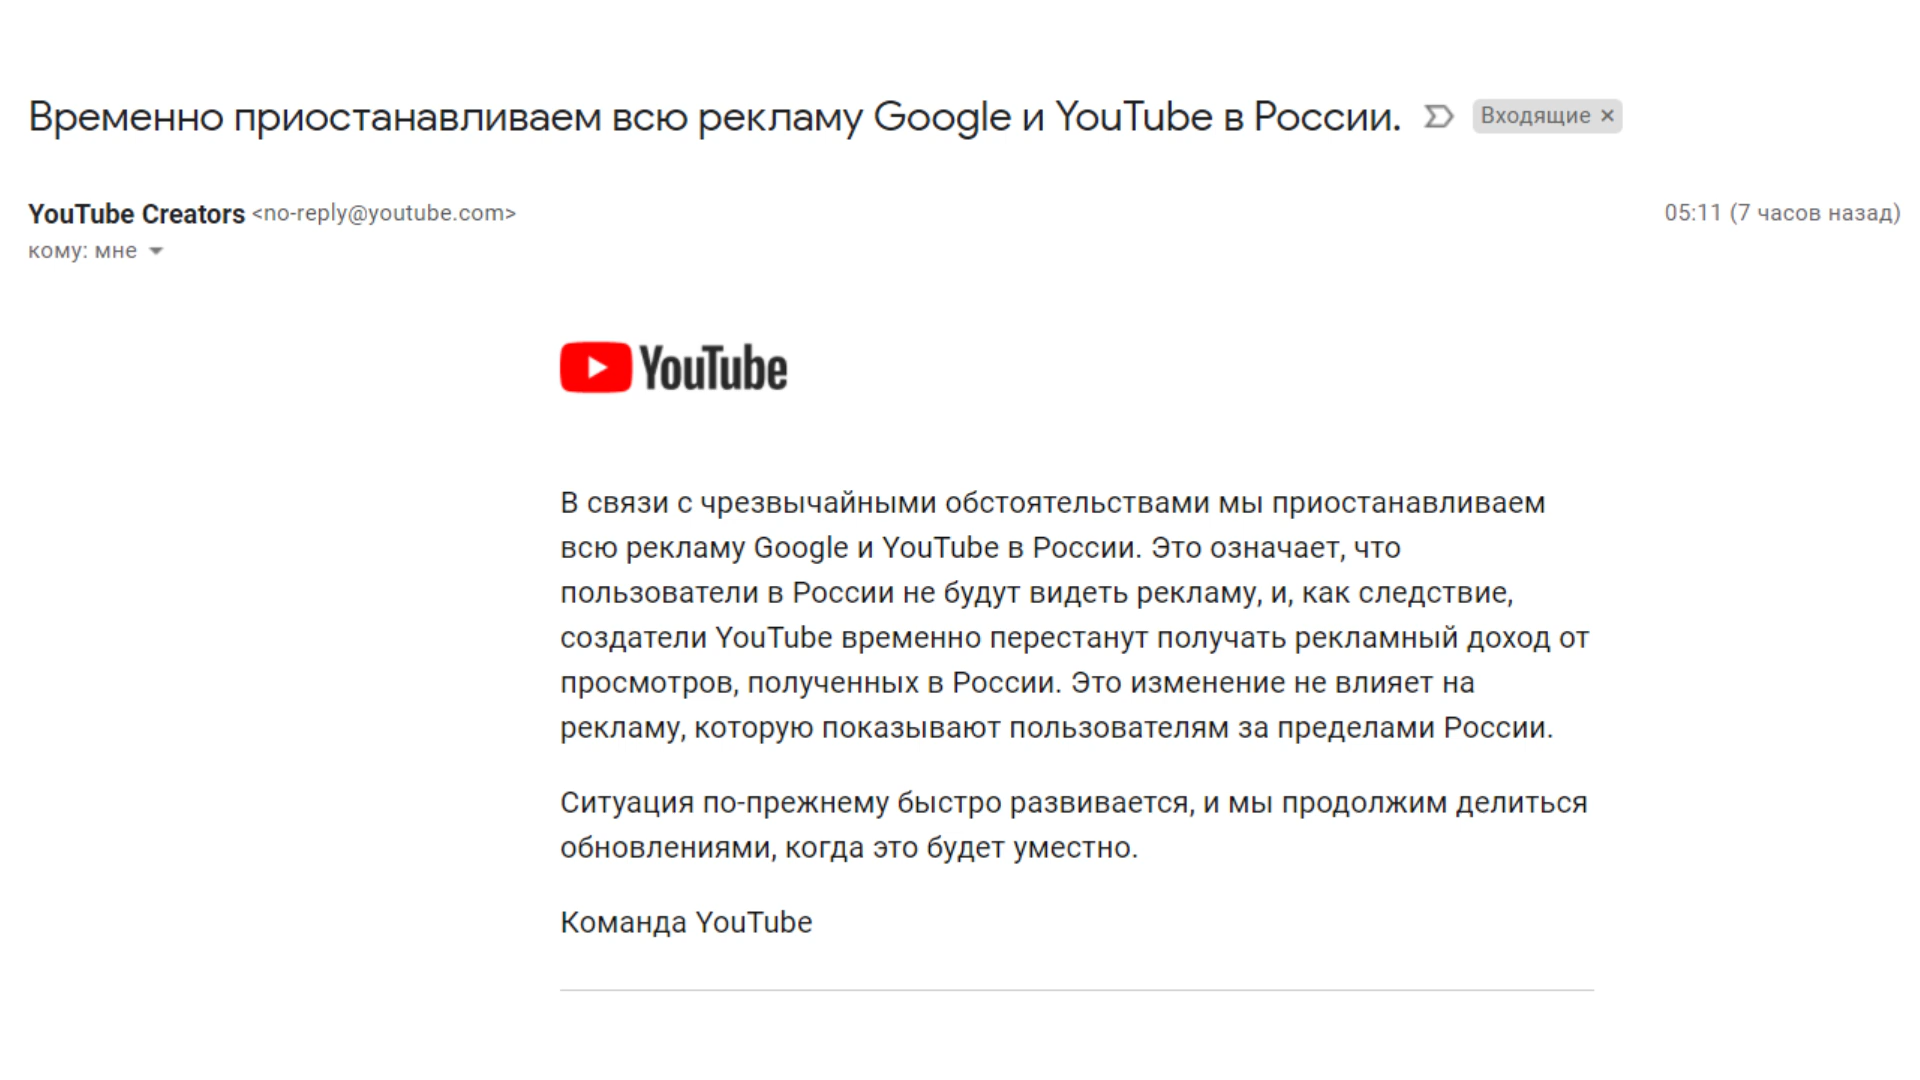 Временно приостанавливаем всю рекламу Google и YouTube в России. Входящие ×
YouTube Creators <no-reply@youtube.com> 05:11 (7 часов назад)
кому: мне
YouTube
В связи с чрезвычайными обстоятельствами мы приостанавливаем
всю рекламу Google и YouTube в России. Это означает, что
пользователи в России не будут видеть рекламу, и, как следствие,
создатели YouTube временно перестанут получать рекламный доход от
просмотров, полученных в России. Это изменение не влияет на
рекламу, которую показывают пользователям за пределами России.
Ситуация по-прежнему быстро развивается, и мы продолжим делиться
обновлениями, когда это будет уместно.
Команда YouTube